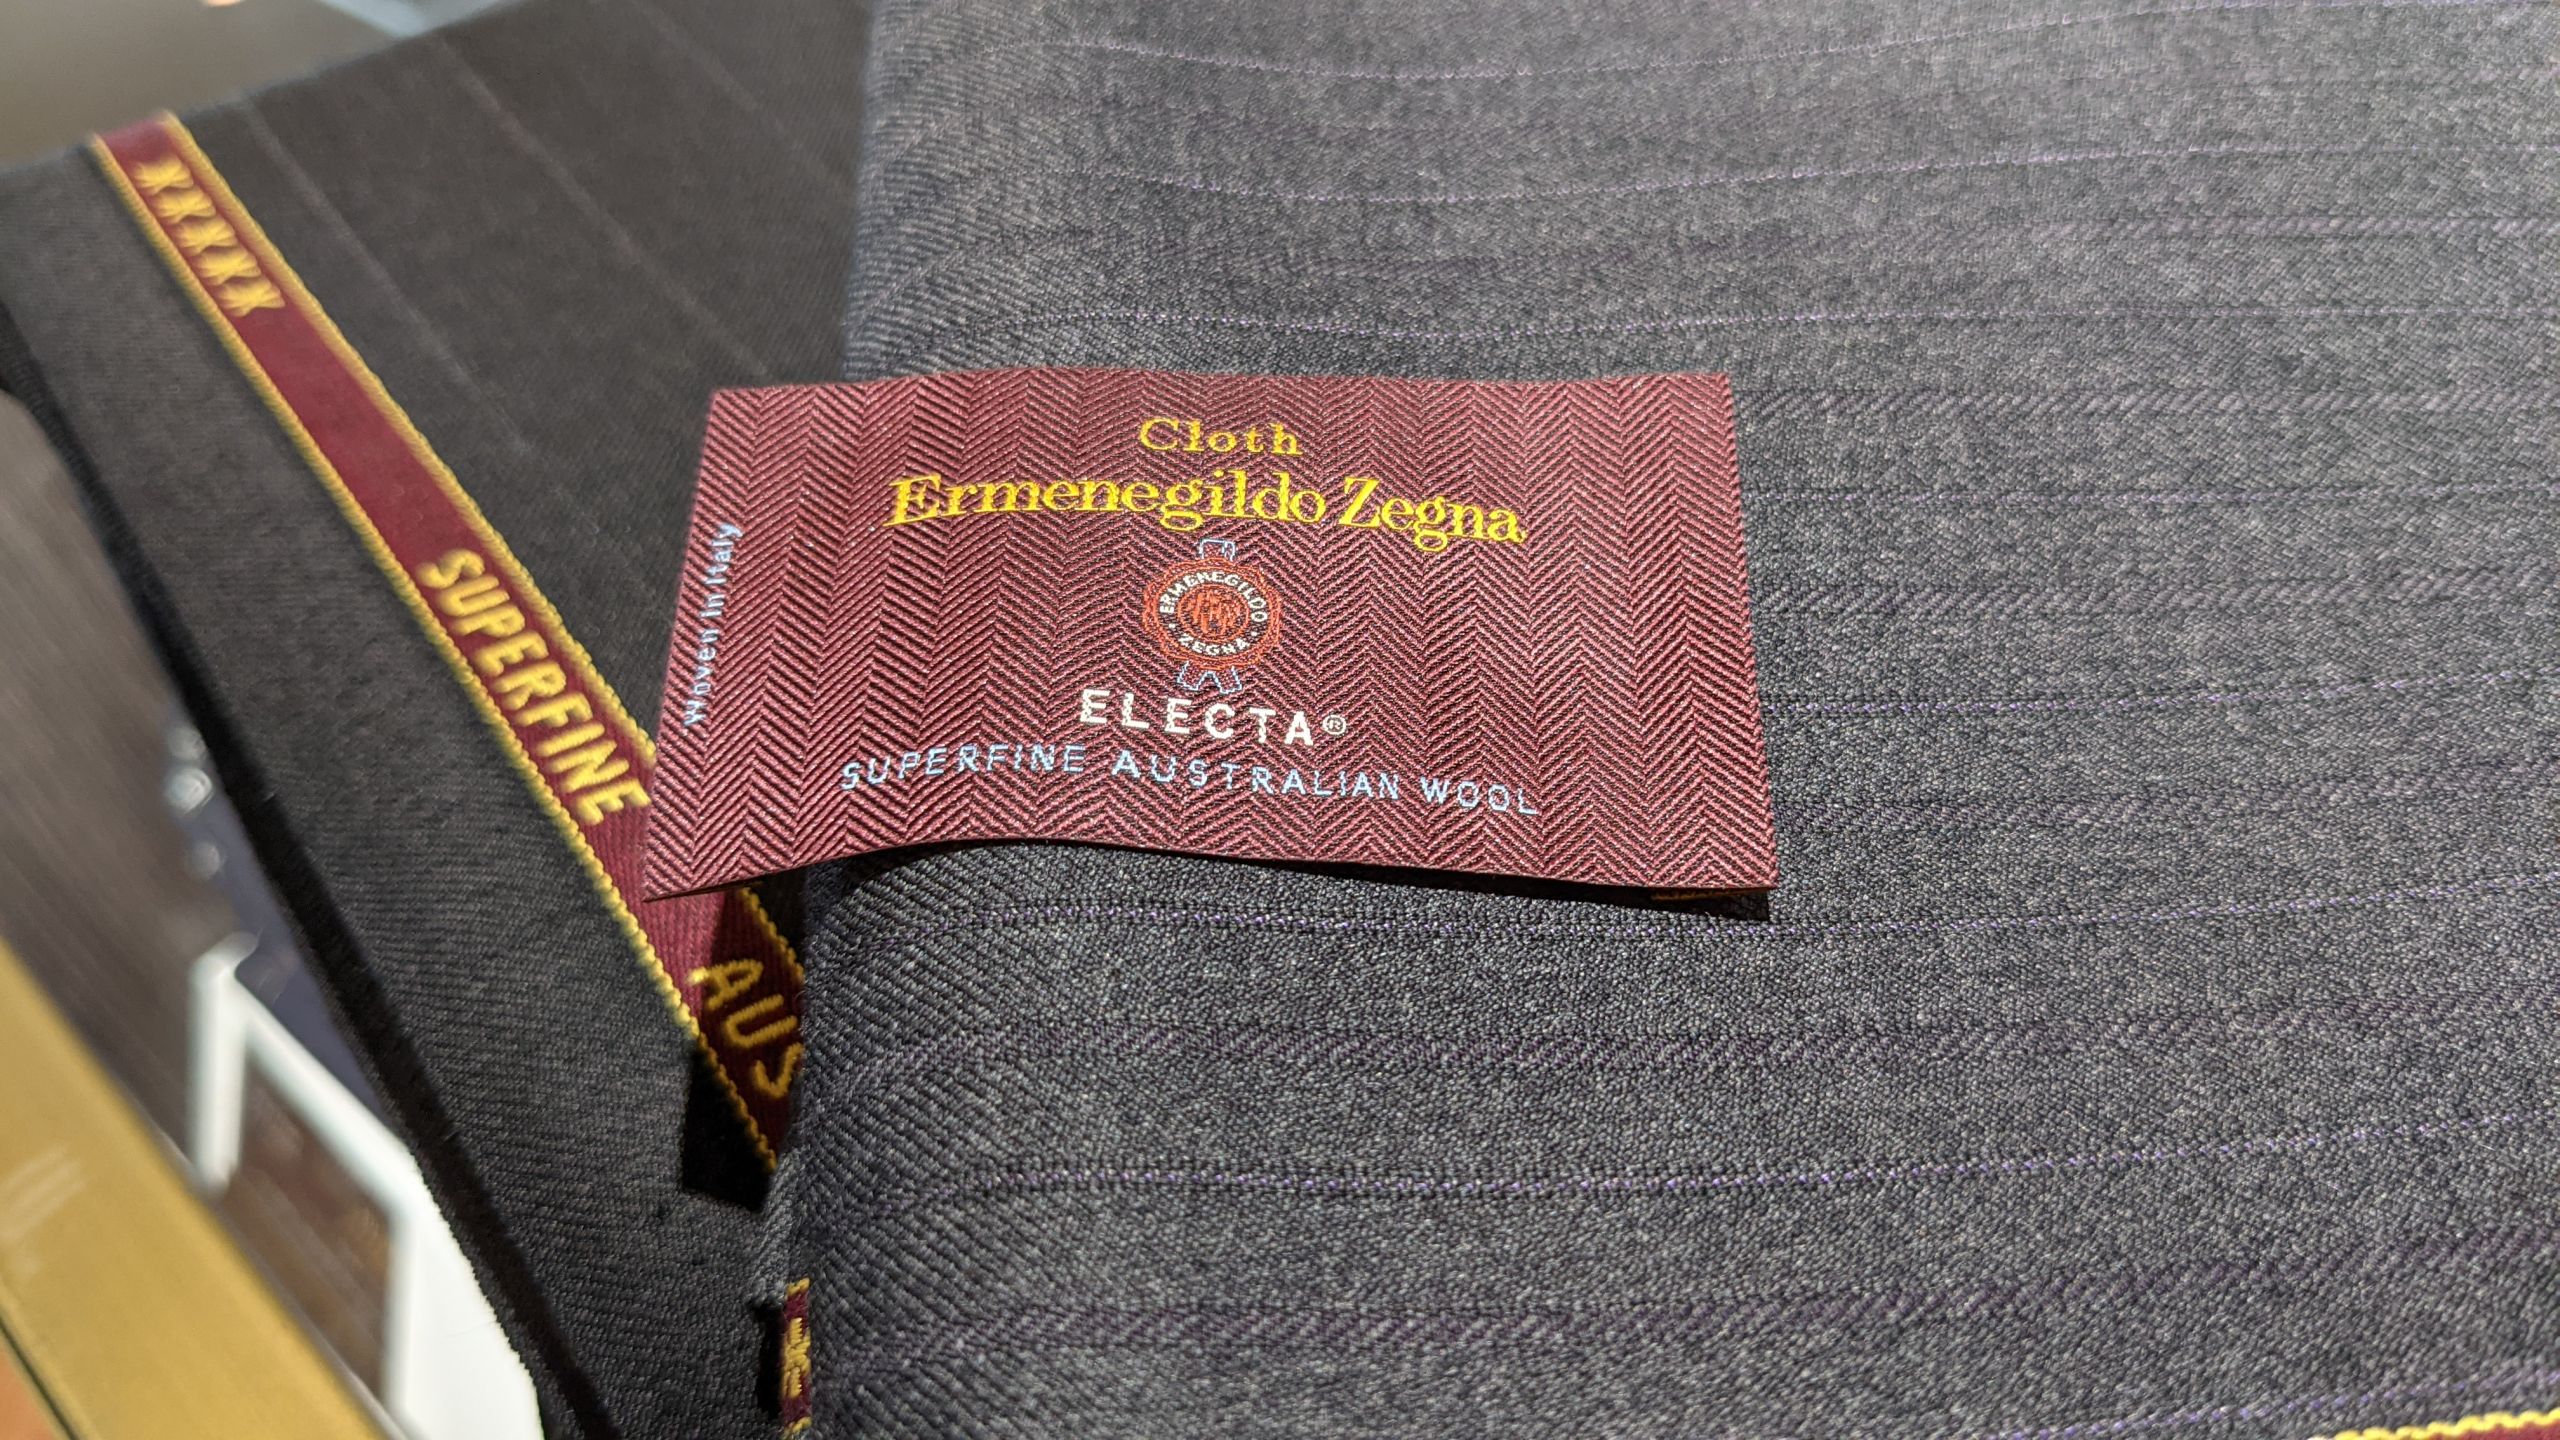 xxxxx
SUPERFINE
AUS
Woven in Italy
Cloth
Ermenegildo Zegna
ERMENEGILDO
ZEGNA
ELECTA®
SUPERFINE AUSTRALIAN WOOL